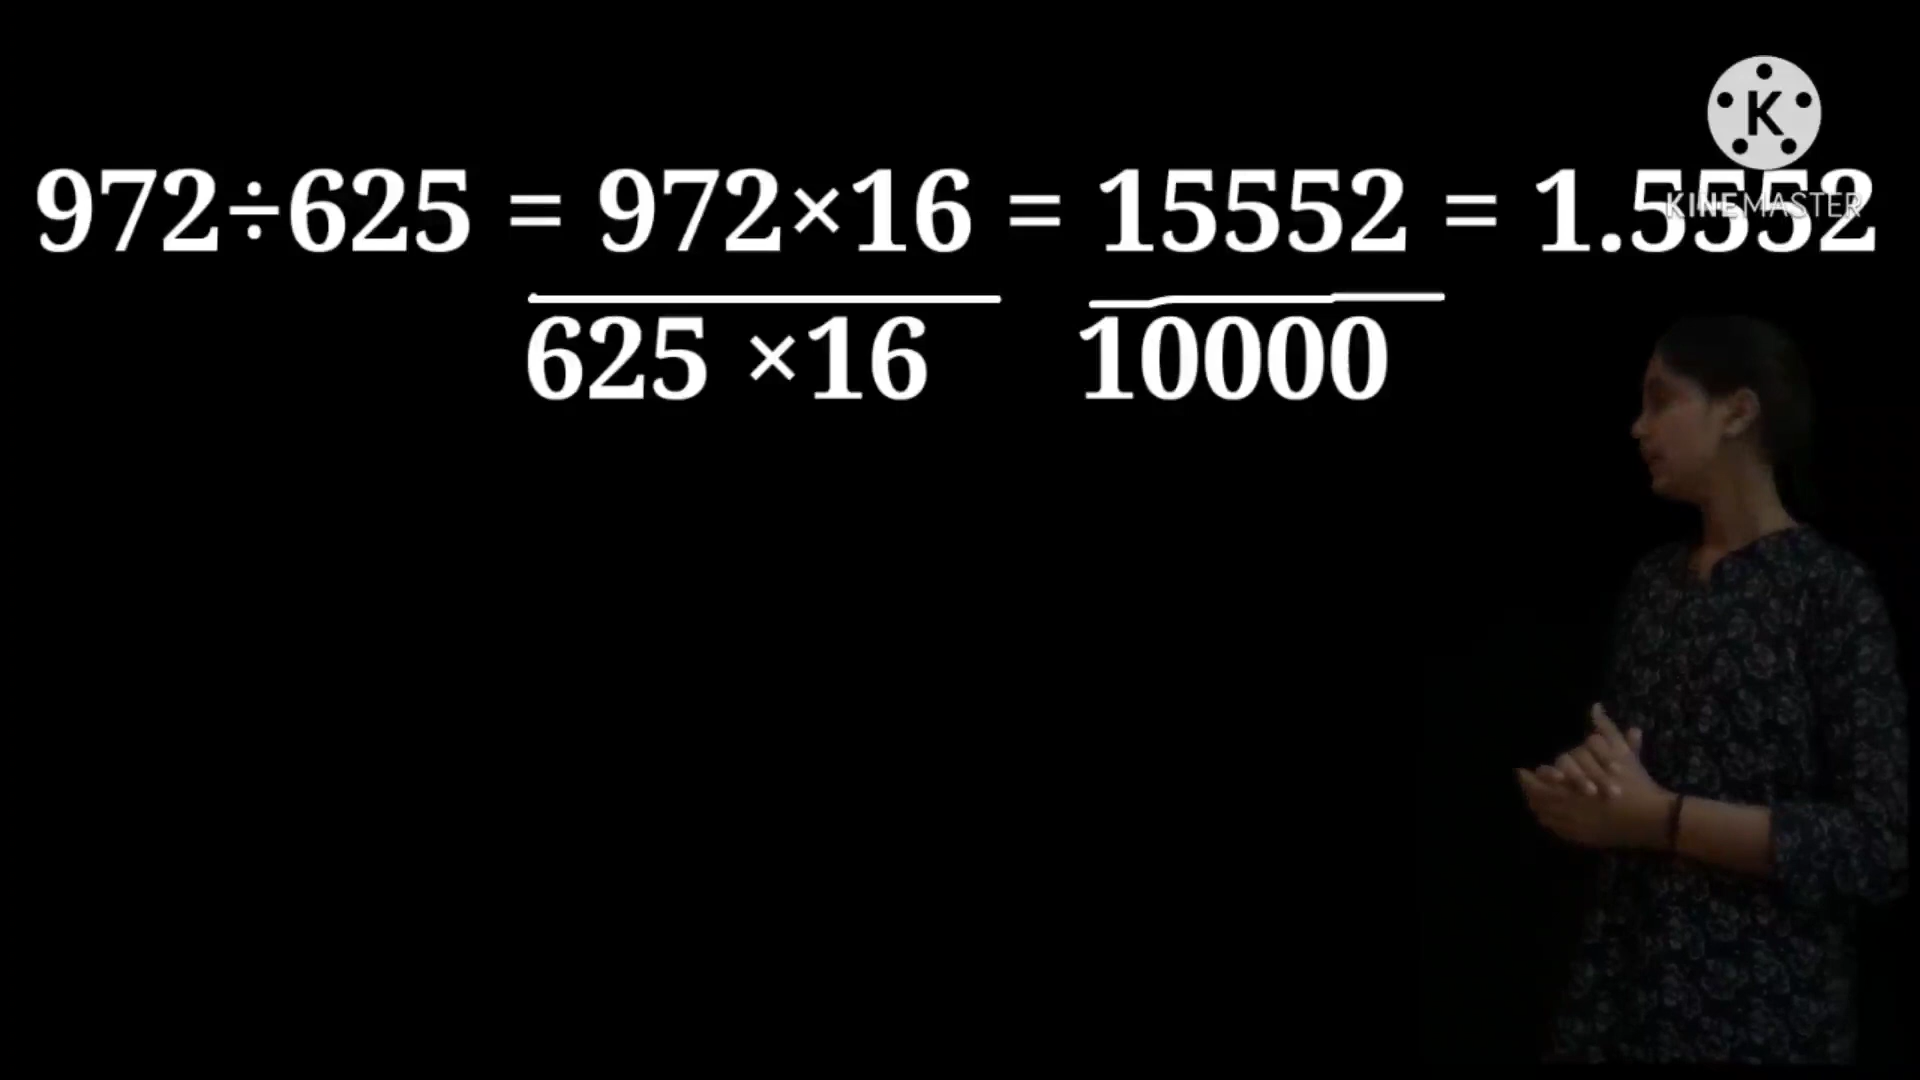 K
KINEMASTER
972÷625 = 972×16 = 15552 = 1.5552
625 ×16 10000